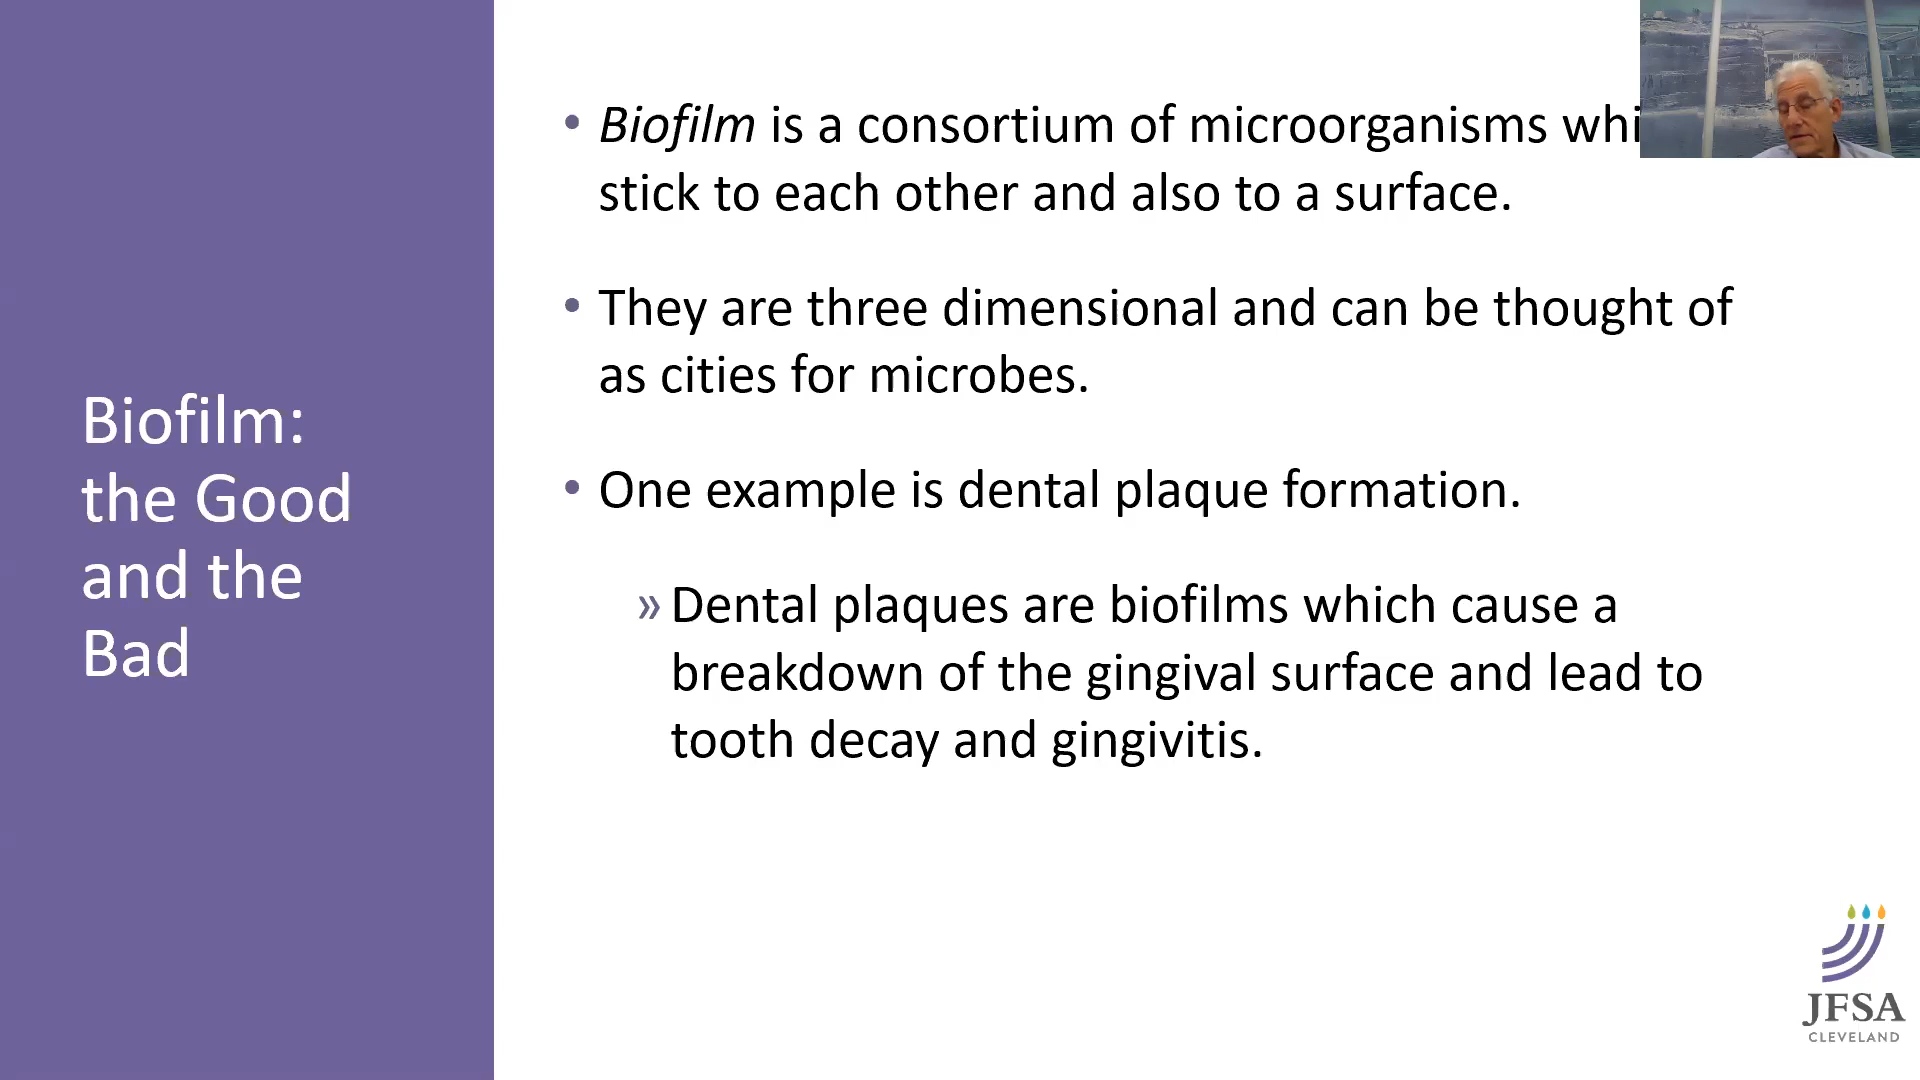 Biofilm:
the Good
and the
Bad
• Biofilm is a consortium of microorganisms
stick to each other and also to a surface.
• They are three dimensional and can be thought of
as cities for microbes.
• One example is dental plaque formation.
» Dental plaques are biofilms which cause a
breakdown of the gingival surface and lead to
tooth decay and gingivitis.
JFSA
CLEVELAND